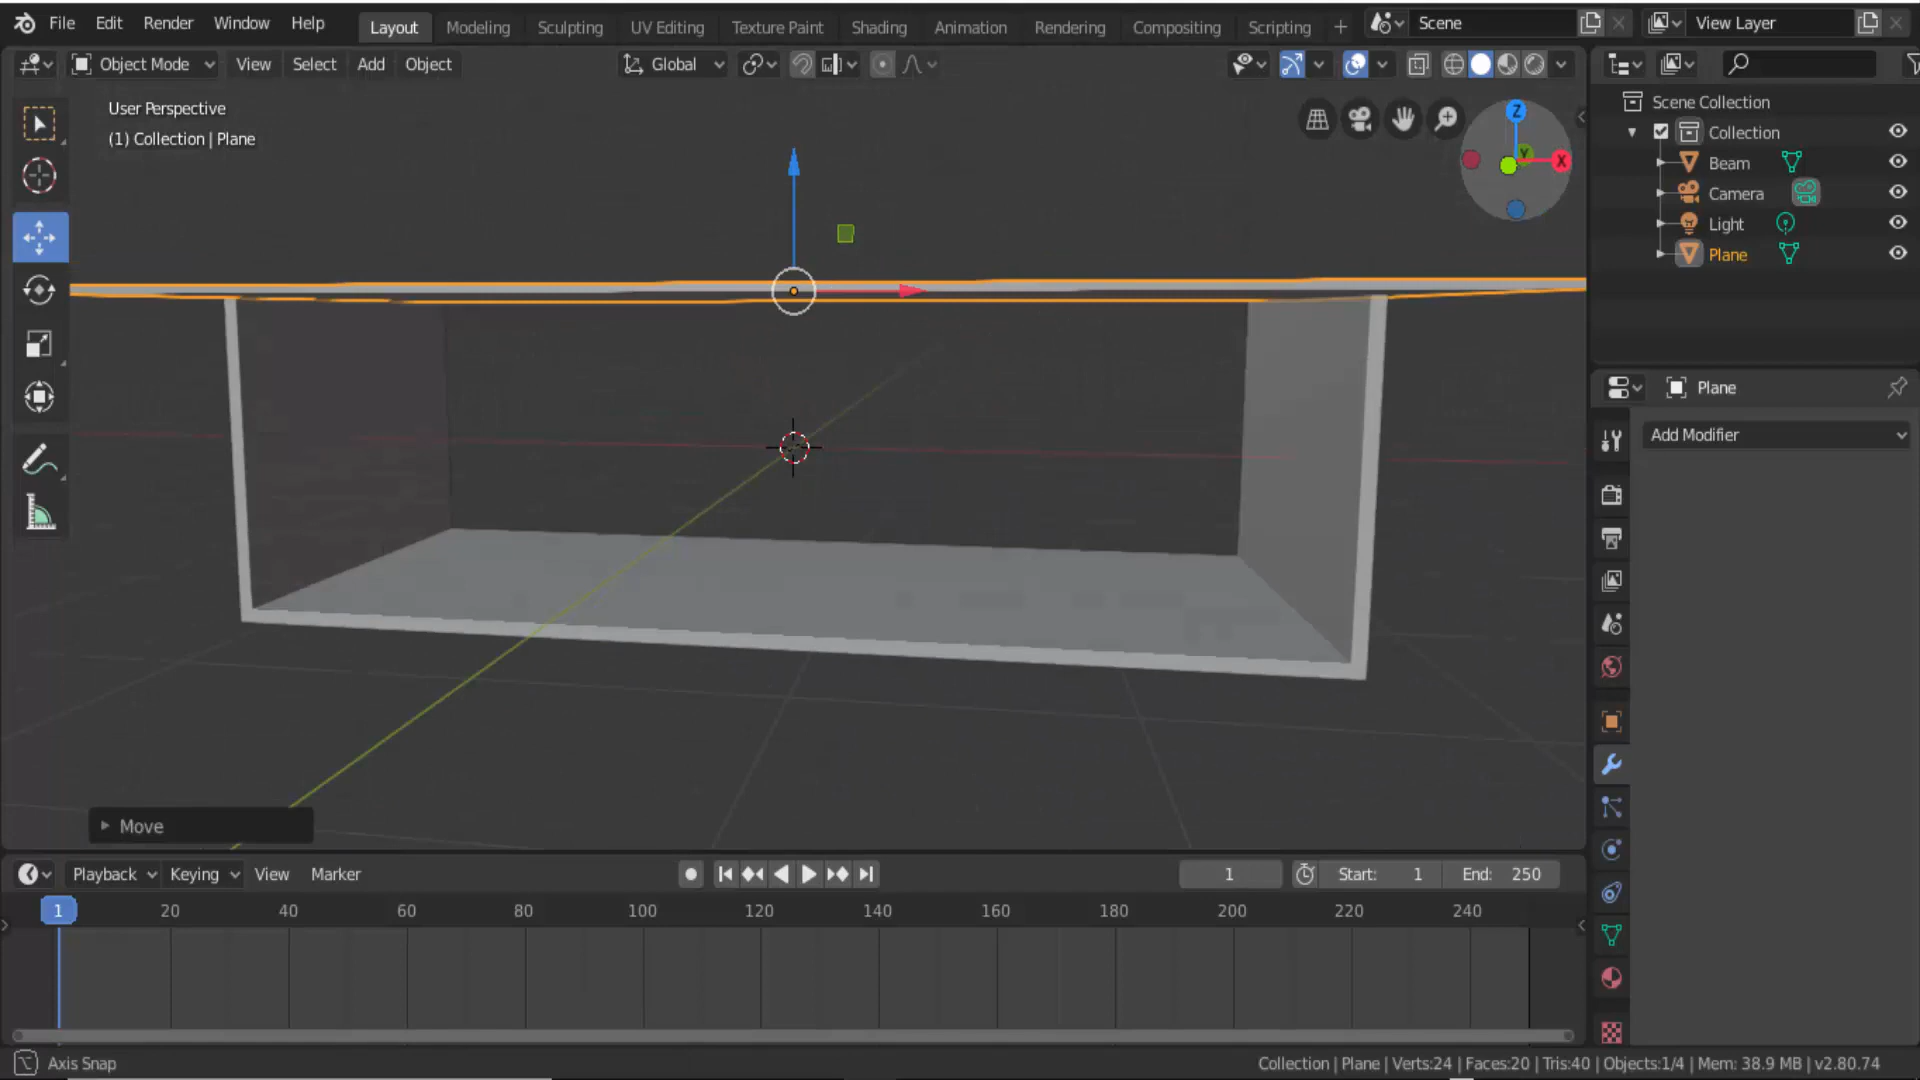 File Edit Render Window Help Layout Modeling Sculpting UV Editing Texture Paint Shading Animation Rendering Compositing Scripting + Scene View Layer
Object Mode View Select Add Object Global
User Perspective
(1) Collection | Plane
Z
Y
X
Scene Collection
Collection
Beam
Camera
Light
Plane
Plane
Add Modifier
Move
Playback Keying View Marker 1 Start: 1 End: 250
1 20 40 60 80 100 120 140 160 180 200 220 240
Axis Snap Collection | Plane | Verts:24 | Faces:20 | Tris:40 | Objects:1/4 | Mem: 38.9 MB | v2.80.74